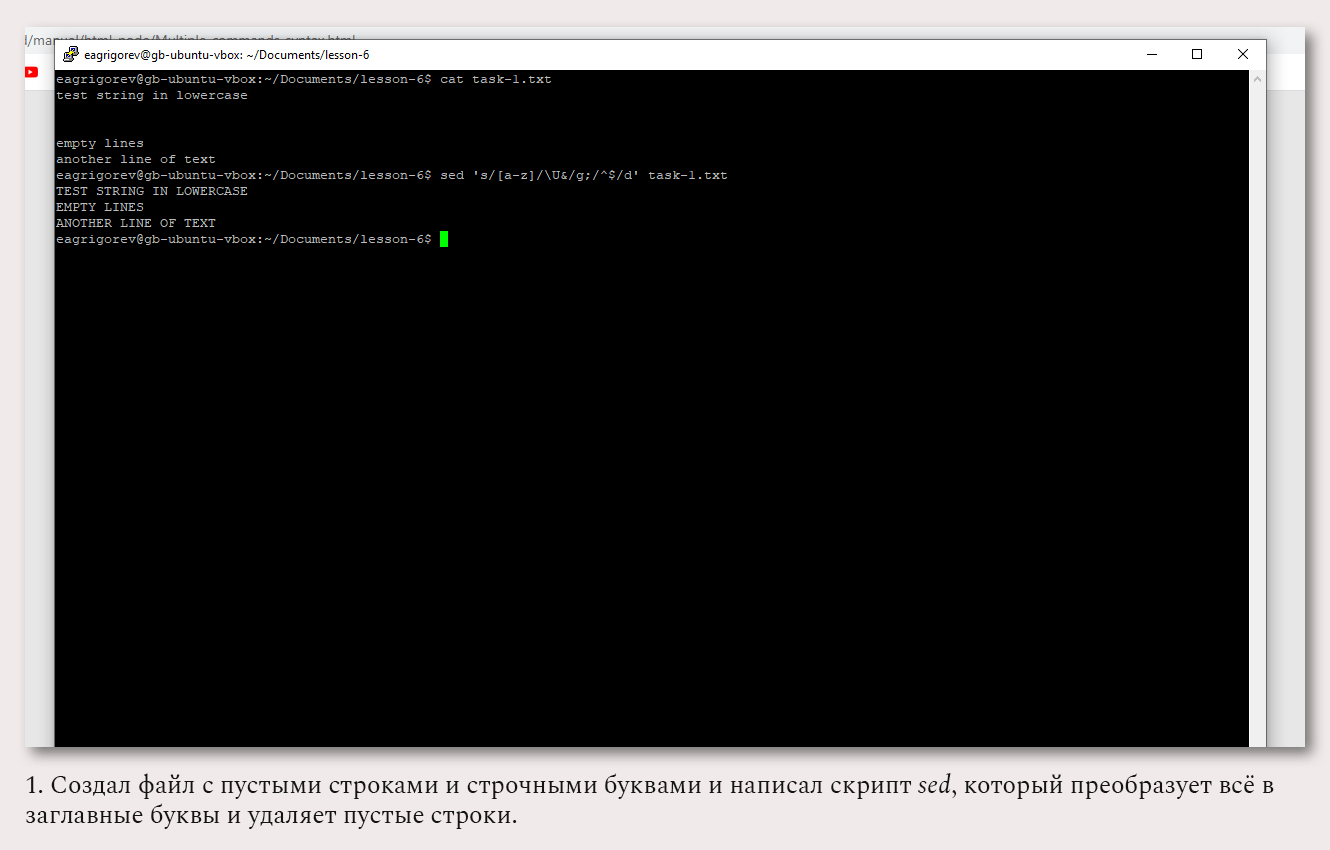 /manual/html_node/Multiple-commands-syntax.html
eagrigorev@gb-ubuntu-vbox: ~/Documents/lesson-6
eagrigorev@gb-ubuntu-vbox:~/Documents/lesson-6$ cat task-1.txt
test string in lowercase
empty lines
another line of text
eagrigorev@gb-ubuntu-vbox:~/Documents/lesson-6$ sed 's/[a-z]/\U&/g;/^$/d' task-1.txt
TEST STRING IN LOWERCASE
EMPTY LINES
ANOTHER LINE OF TEXT
eagrigorev@gb-ubuntu-vbox:~/Documents/lesson-6$
1. Создал файл с пустыми строками и строчными буквами и написал скрипт sed, который преобразует всё в
заглавные буквы и удаляет пустые строки.